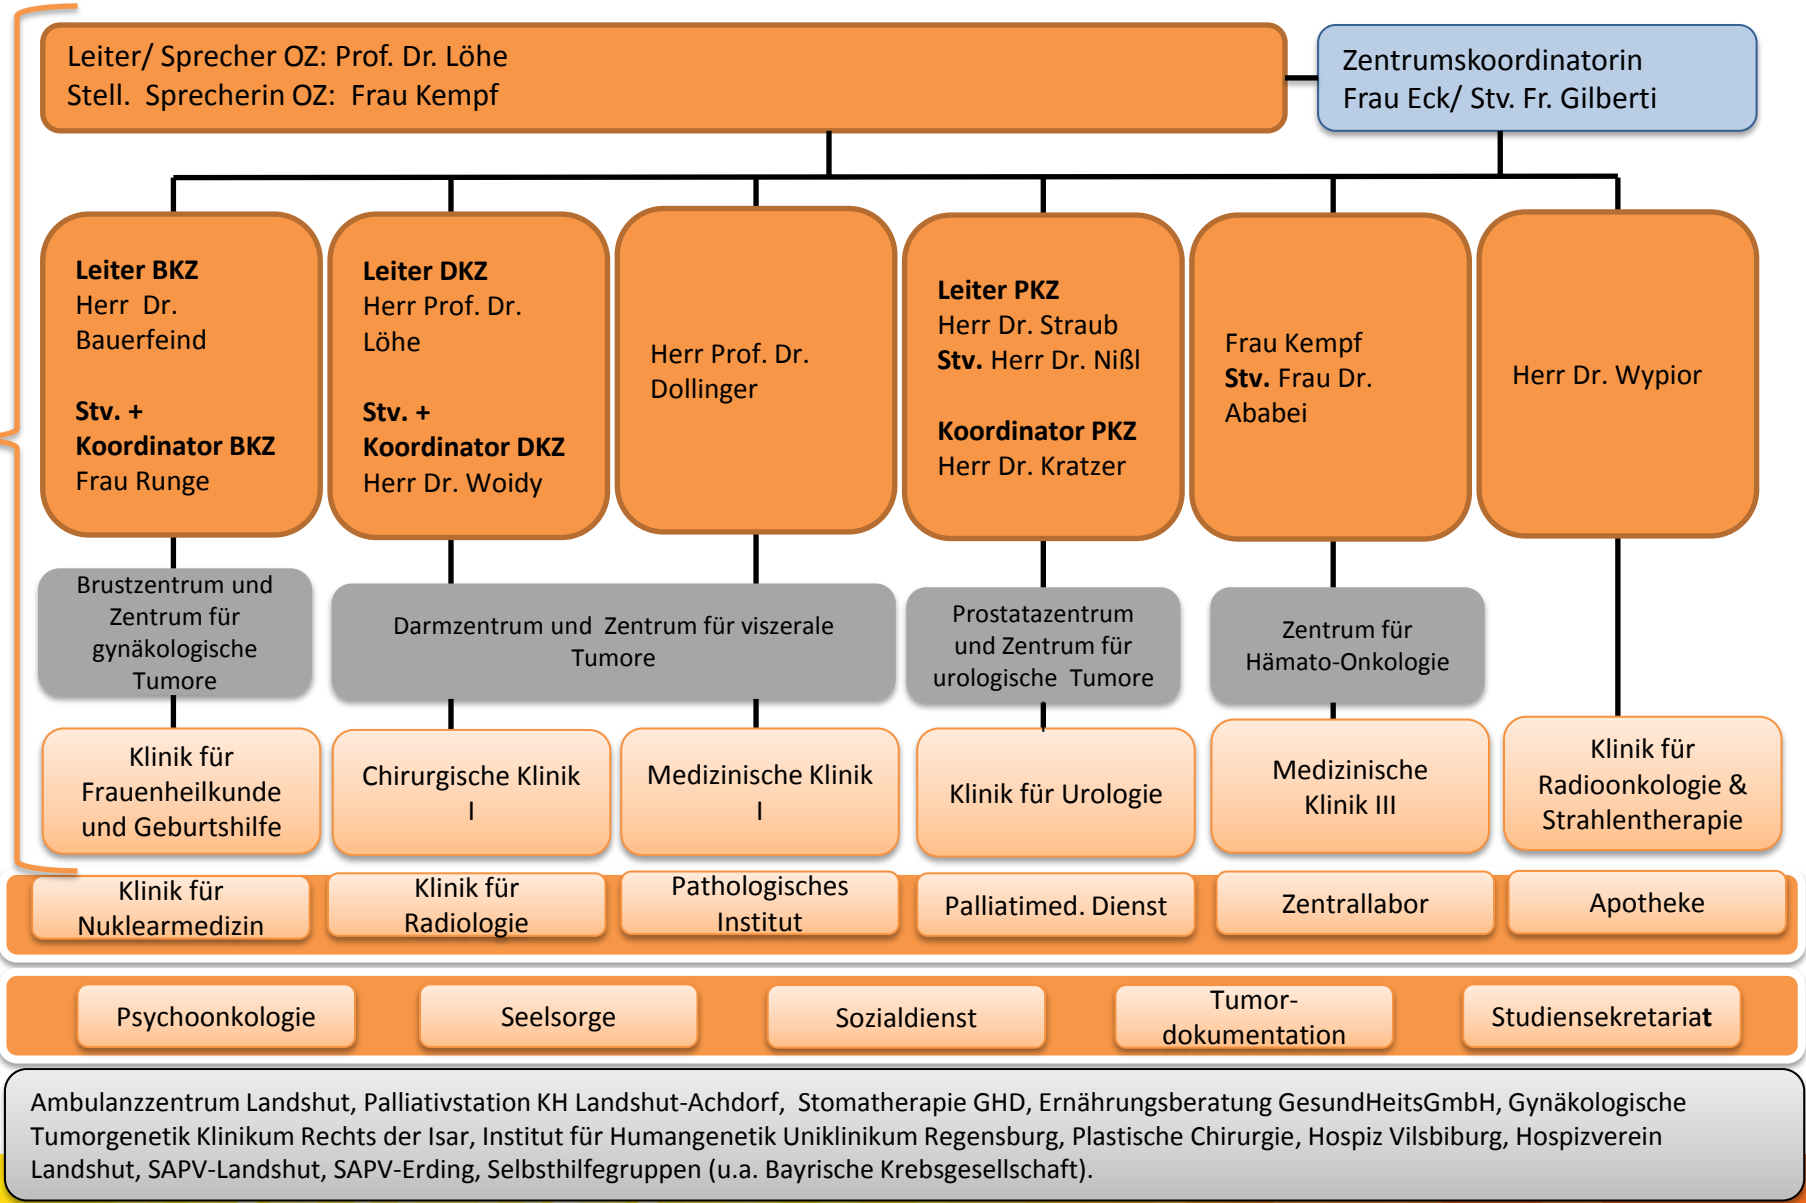 Leiter/ Sprecher OZ: Prof. Dr. Löhe
Stell. Sprecherin OZ: Frau Kempf
Zentrumskoordinatorin
Frau Eck/ Stv. Fr. Gilberti
Leiter BKZ
Herr Dr.
Bauerfeind
Stv. +
Koordinator BKZ
Frau Runge
Leiter DKZ
Herr Prof. Dr.
Löhe
Stv. +
Koordinator DKZ
Herr Dr. Woidy
Herr Prof. Dr.
Dollinger
Leiter PKZ
Herr Dr. Straub
Stv. Herr Dr. Nißl
Koordinator PKZ
Herr Dr. Kratzer
Frau Kempf
Stv. Frau Dr.
Ababei
Herr Dr. Wypior
Brustzentrum und
Zentrum für
gynäkologische
Tumore
Darmzentrum und Zentrum für viszerale
Tumore
Prostatazentrum
und Zentrum für
urologische Tumore
Zentrum für
Hämato-Onkologie
Klinik für
Frauenheilkunde
und Geburtshilfe
Chirurgische Klinik
I
Medizinische Klinik
I
Klinik für Urologie
Medizinische
Klinik III
Klinik für
Radioonkologie &
Strahlentherapie
Klinik für
Nuklearmedizin
Klinik für
Radiologie
Pathologisches
Institut
Palliatimed. Dienst
Zentrallabor
Apotheke
Psychoonkologie
Seelsorge
Sozialdienst
Tumor-
dokumentation
Studiensekretariat
Ambulanzzentrum Landshut, Palliativstation KH Landshut-Achdorf, Stomatherapie GHD, Ernährungsberatung GesundHeitsGmbH, Gynäkologische
Tumorgenetik Klinikum Rechts der Isar, Institut für Humangenetik Uniklinikum Regensburg, Plastische Chirurgie, Hospiz Vilsbiburg, Hospizverein
Landshut, SAPV-Landshut, SAPV-Erding, Selbsthilfegruppen (u.a. Bayrische Krebsgesellschaft).